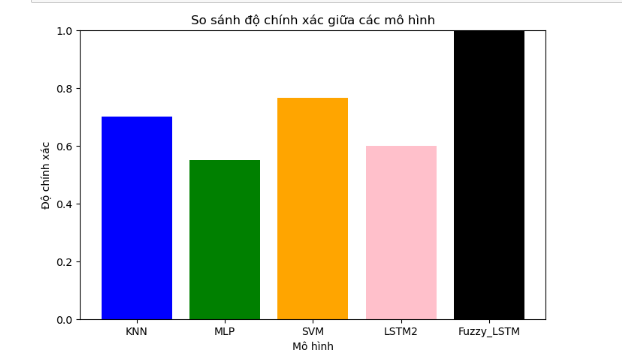 So sánh độ chính xác giữa các mô hình
Độ chính xác
1.0
0.8
0.6
0.4
0.2
0.0
KNN MLP SVM LSTM2 Fuzzy_LSTM
Mô hình